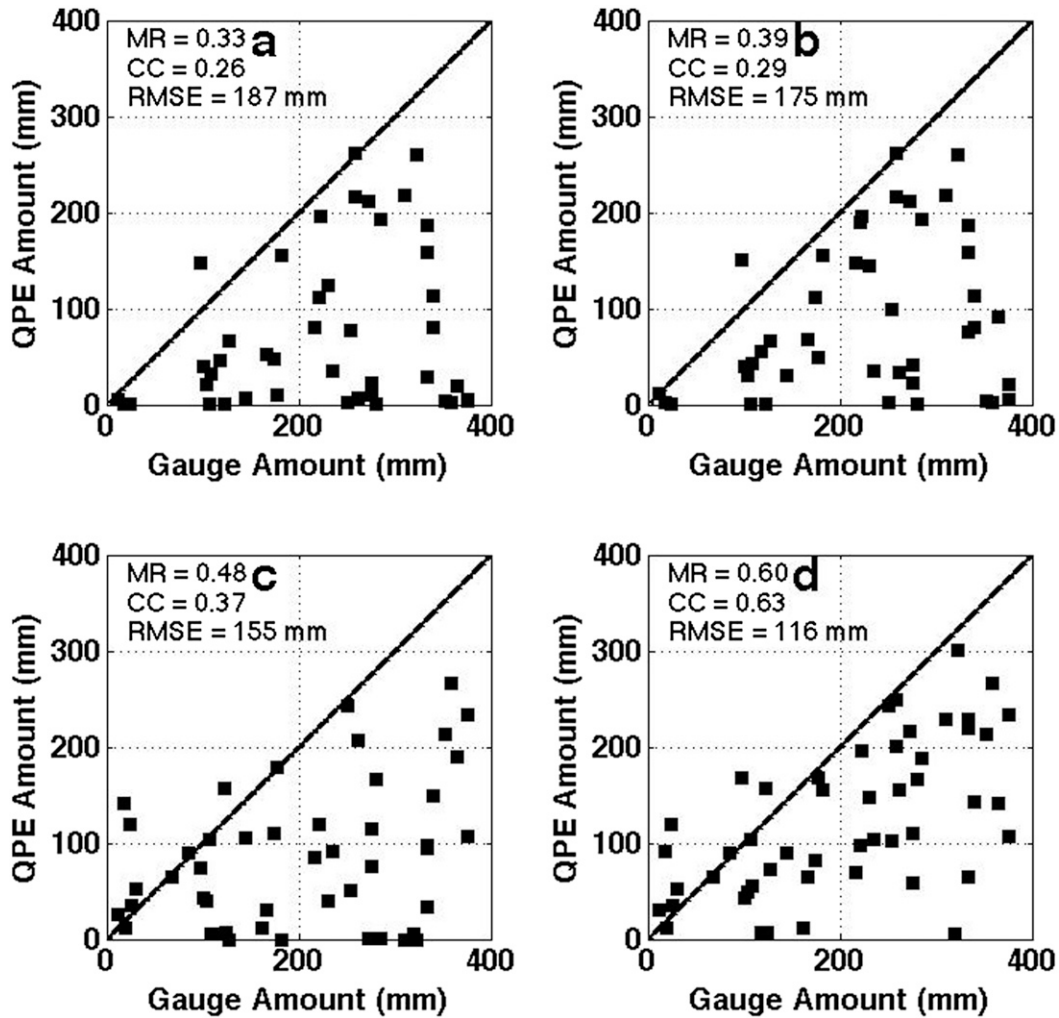 a
MR = 0.33
CC = 0.26
RMSE = 187 mm
400
300
200
100
0
QPE Amount (mm)
0
200
400
Gauge Amount (mm)
b
MR = 0.39
CC = 0.29
RMSE = 175 mm
400
300
200
100
0
QPE Amount (mm)
0
200
400
Gauge Amount (mm)
c
MR = 0.48
CC = 0.37
RMSE = 155 mm
400
300
200
100
0
QPE Amount (mm)
0
200
400
Gauge Amount (mm)
d
MR = 0.60
CC = 0.63
RMSE = 116 mm
400
300
200
100
0
QPE Amount (mm)
0
200
400
Gauge Amount (mm)